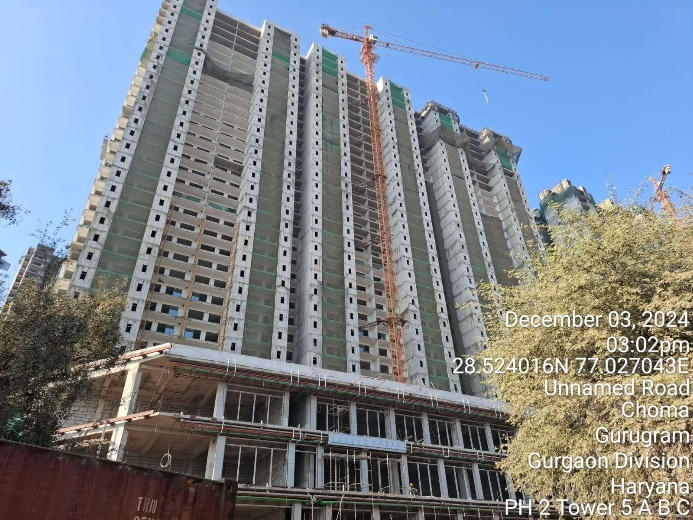 December 03, 2024
03:02pm
28.524016N 77.027043E
Unnamed Road
Choma
Gurugram
Gurgaon Division
Haryana
PH 2 Tower 5 A B C
TRIU